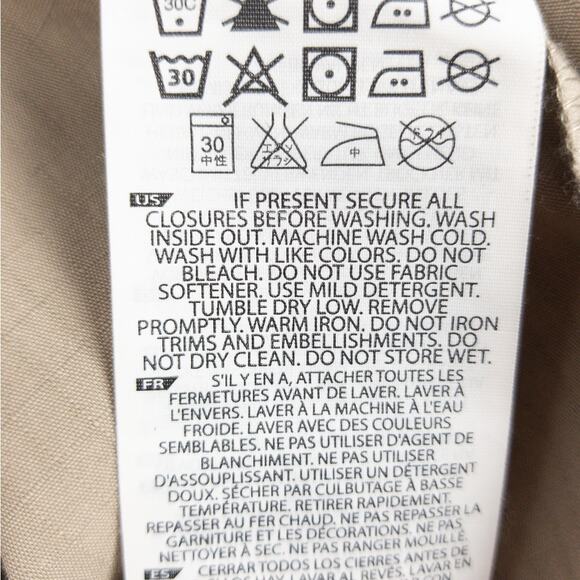 30C
30
30
中性
エンソ
サラシ
中
ドライ
US IF PRESENT SECURE ALL
CLOSURES BEFORE WASHING. WASH
INSIDE OUT. MACHINE WASH COLD.
WASH WITH LIKE COLORS. DO NOT
BLEACH. DO NOT USE FABRIC
SOFTENER. USE MILD DETERGENT.
TUMBLE DRY LOW. REMOVE
PROMPTLY. WARM IRON. DO NOT IRON
TRIMS AND EMBELLISHMENTS. DO
NOT DRY CLEAN. DO NOT STORE WET.
FR S'IL Y EN A, ATTACHER TOUTES LES
FERMETURES AVANT DE LAVER. LAVER À
L'ENVERS. LAVER À LA MACHINE À L'EAU
FROIDE. LAVER AVEC DES COULEURS
SEMBLABLES. NE PAS UTILISER D'AGENT DE
BLANCHIMENT. NE PAS UTILISER
D'ASSOUPLISSANT. UTILISER UN DÉTERGENT
DOUX. SÉCHER PAR CULBUTAGE À BASSE
TEMPÉRATURE. RETIRER RAPIDEMENT.
REPASSER AU FER CHAUD. NE PAS REPASSER LA
GARNITURE ET LES DÉCORATIONS. NE PAS
NETTOYER À SEC. NE PAS RANGER MOUILLÉ.
ES CERRAR TODOS LOS CIERRES ANTES DE
HAY LAVAR AL REVÉS. LAVAR EN